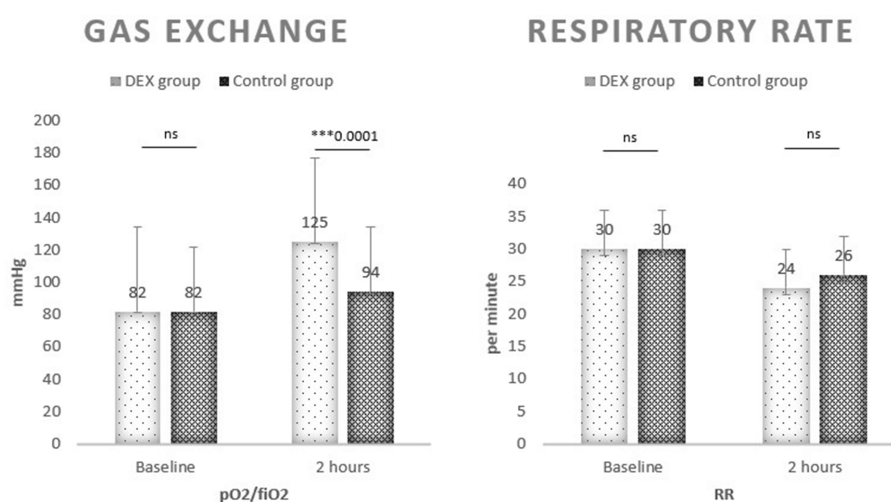 GAS EXCHANGE
DEX group Control group
200
180
160
140
120
100
80
60
40
20
0
mmHg
ns
***0.0001
82
82
125
94
Baseline
2 hours
pO2/fiO2
RESPIRATORY RATE
DEX group Control group
40
35
30
25
20
15
10
5
0
per minute
ns
ns
30
30
24
26
Baseline
2 hours
RR